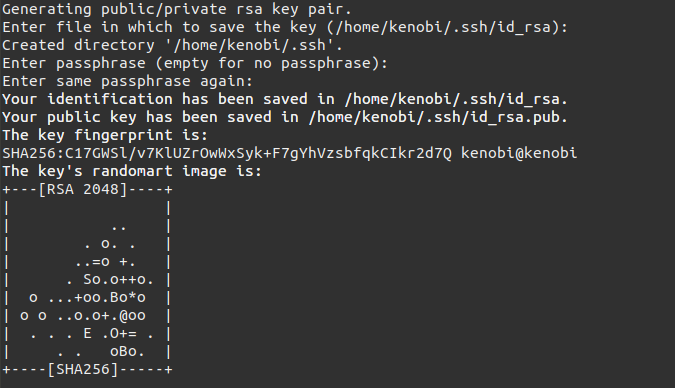 Generating public/private rsa key pair.
Enter file in which to save the key (/home/kenobi/.ssh/id_rsa):
Created directory '/home/kenobi/.ssh'.
Enter passphrase (empty for no passphrase):
Enter same passphrase again:
Your identification has been saved in /home/kenobi/.ssh/id_rsa.
Your public key has been saved in /home/kenobi/.ssh/id_rsa.pub.
The key fingerprint is:
SHA256:C17GWSl/v7KlUZrOwWxSyk+F7gYhVzsbfqkCIkr2d7Q kenobi@kenobi
The key's randomart image is:
+---[RSA 2048]----+
|                 |
|           ..    |
|        . o. .   |
|       ..=o +.   |
|      . So.o++o. |
|  o ...+oo.Bo*o  |
| o o ..o.o+.@oo  |
|  . . . E .O+= . |
|     . .   oBo.  |
+----[SHA256]-----+